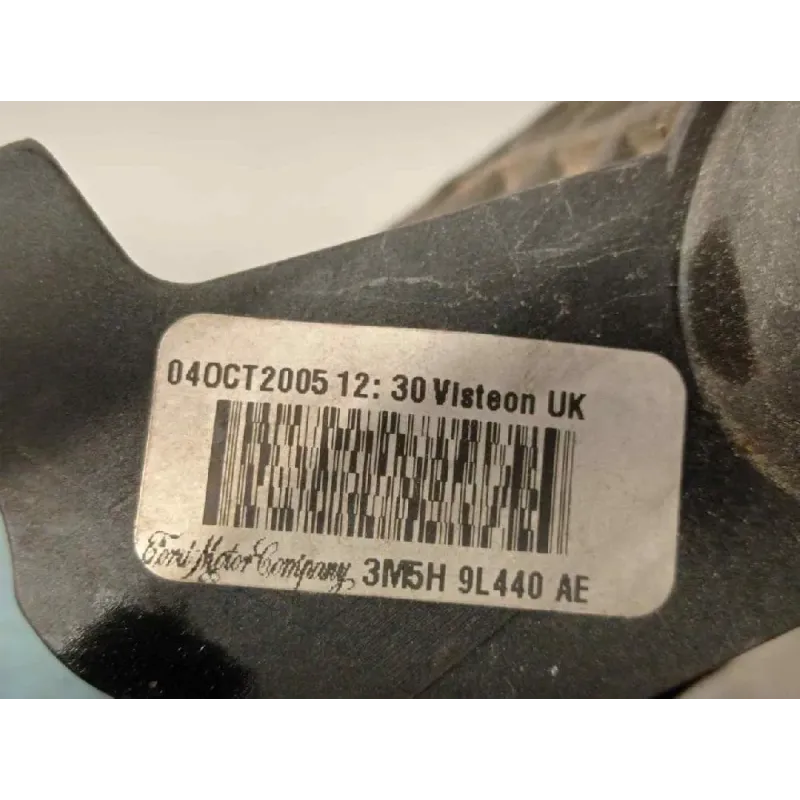 04OCT2005 12: 30 Visteon UK
Ford Motor Company 3M5H 9L440 AE